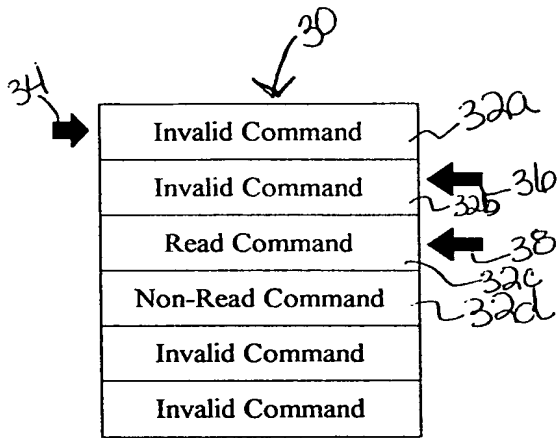 30
34
Invalid Command 32a
Invalid Command 36
32b
Read Command 38
32c
Non-Read Command 32d
Invalid Command
Invalid Command